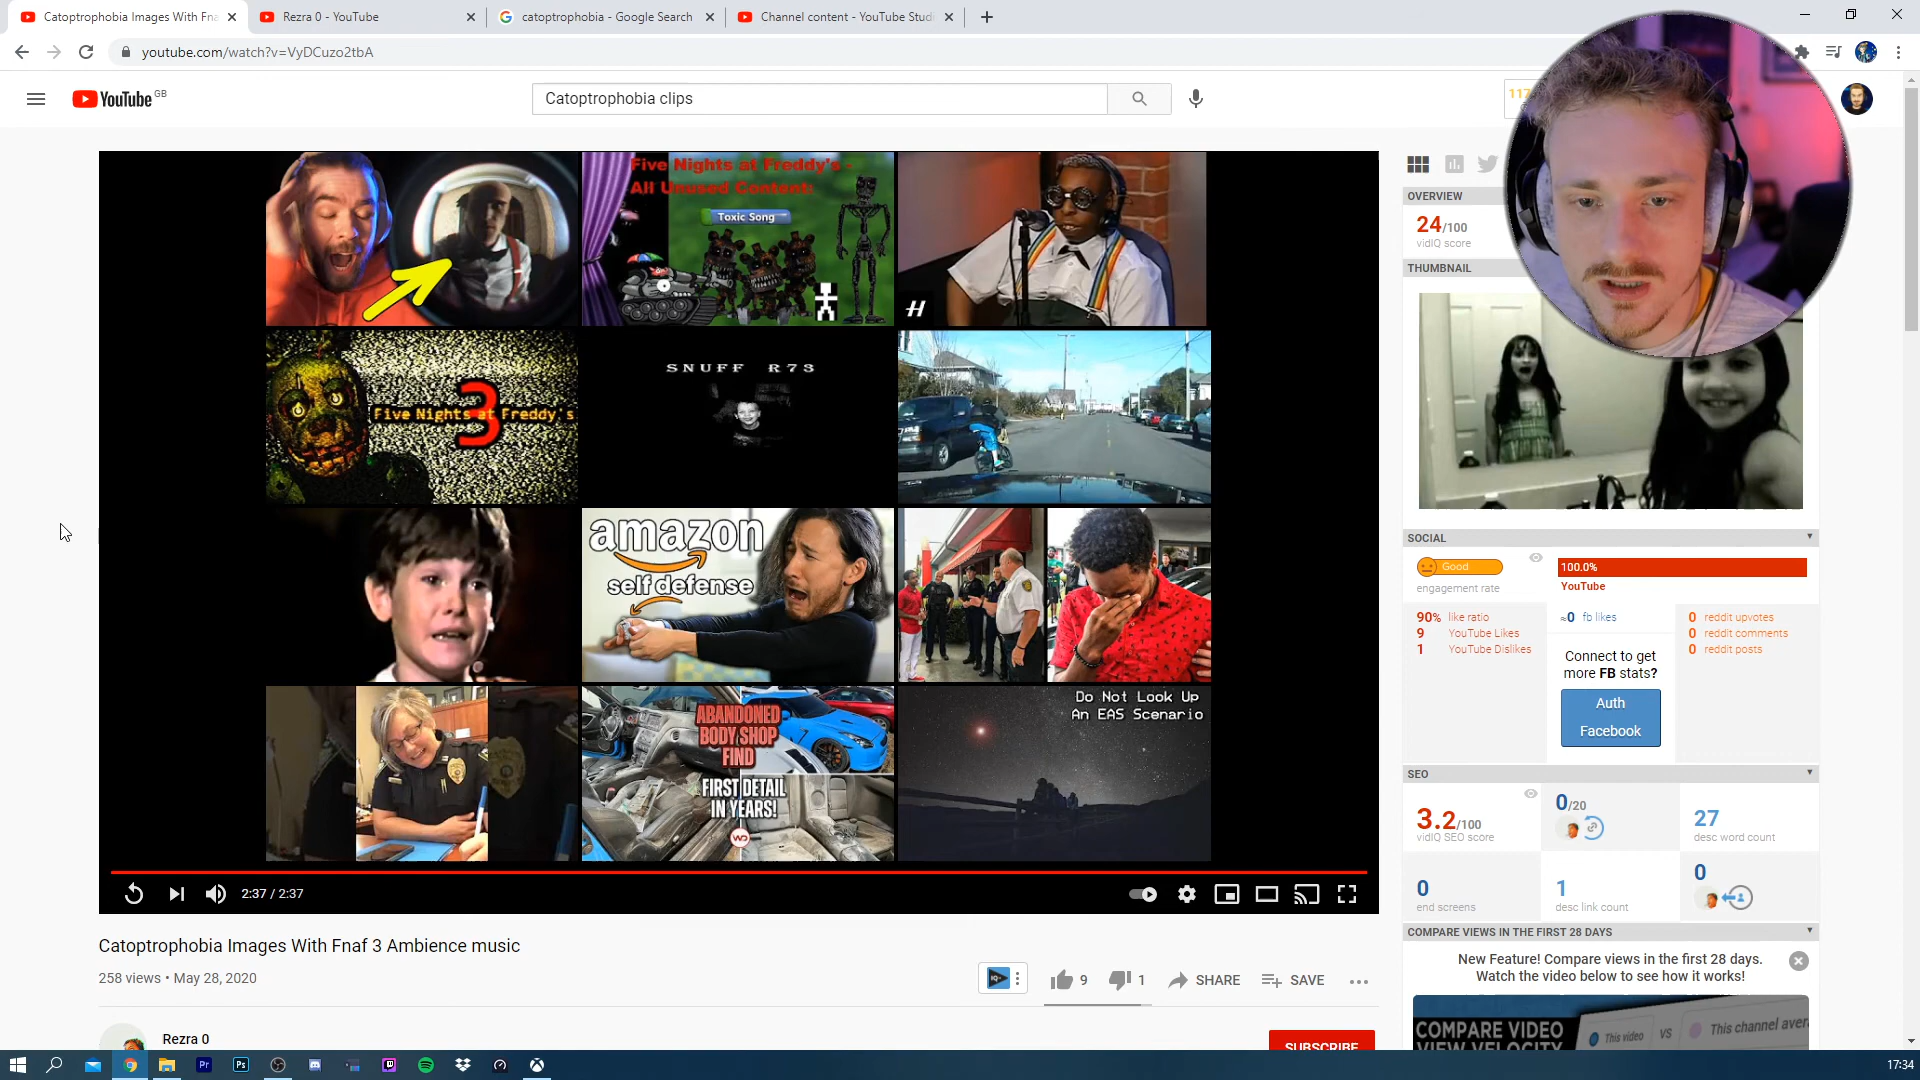 Catoptrophobia Images With Fna
Rezra 0 - YouTube
catoptrophobia - Google Search
Channel content - YouTube Studi
youtube.com/watch?v=VyDCuzo2tbA
YouTube GB
Catoptrophobia clips
117
Five Nights at Freddy's -
All Unused Content:
Toxic Song
H
Five Nights at Freddy's
3
SNUFF R73
amazon
self defense
ABANDONED
BODY SHOP
FIND
FIRST DETAIL
IN YEARS!
WD
Do Not Look Up
An EAS Scenario
2:37 / 2:37
Catoptrophobia Images With Fnaf 3 Ambience music
258 views • May 28, 2020
9
1
SHARE
SAVE
Rezra 0
SUBSCRIBE
OVERVIEW
24/100
vidIQ score
THUMBNAIL
SOCIAL
Good
engagement rate
100.0%
YouTube
90% like ratio
9 YouTube Likes
1 YouTube Dislikes
≈0 fb likes
Connect to get
more FB stats?
Auth
Facebook
0 reddit upvotes
0 reddit comments
0 reddit posts
SEO
3.2/100
vidIQ SEO score
0/20
27
desc word count
0
end screens
1
desc link count
0
COMPARE VIEWS IN THE FIRST 28 DAYS
New Feature! Compare views in the first 28 days.
Watch the video below to see how it works!
COMPARE VIDEO
VIEW VELOCITY
This video
VS
This channel avera
Pr
Ps
17:34